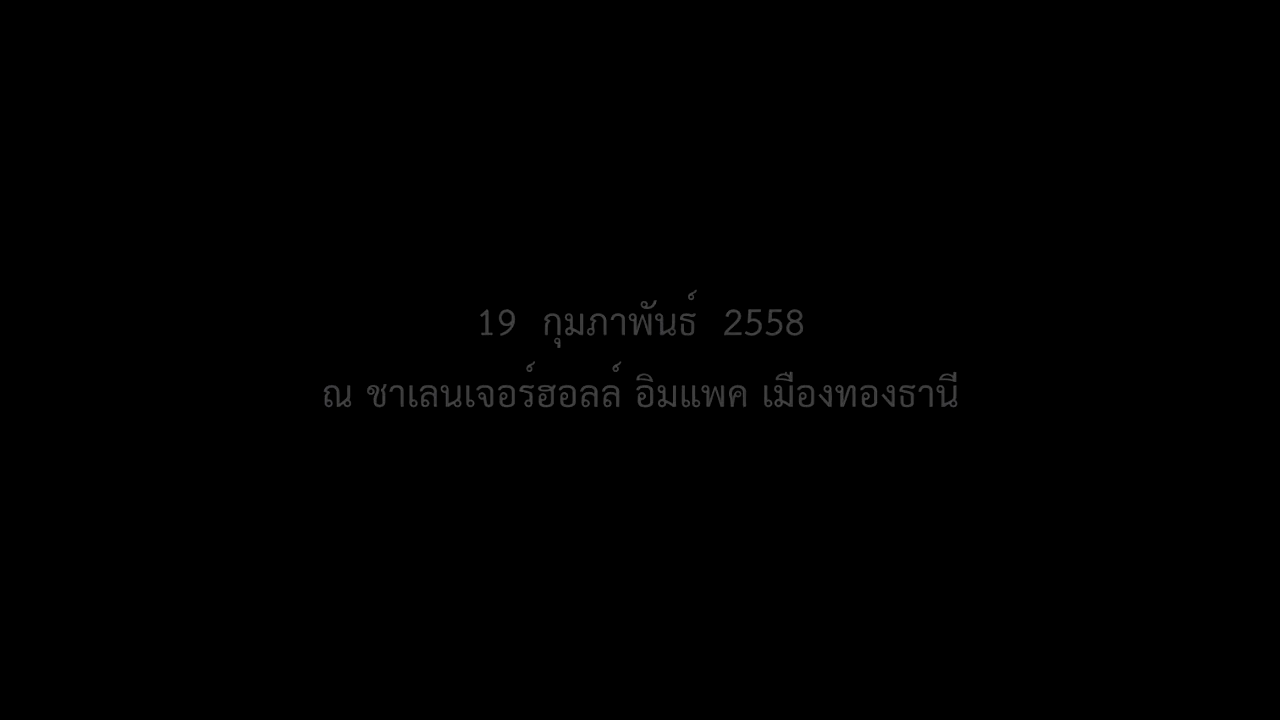 19 กุมภาพันธ์ 2558
ณ ชาเลนเจอร์ฮอลล์ อิมแพค เมืองทองธานี